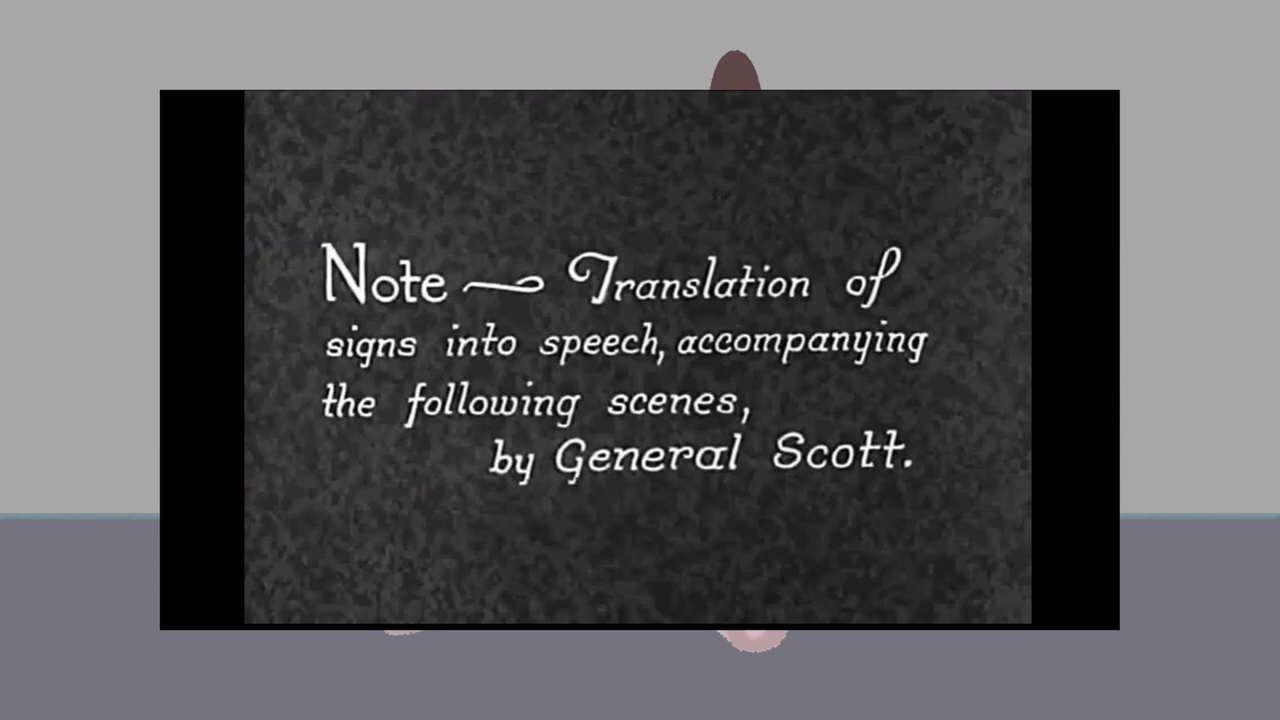 Note — Translation of
signs into speech, accompanying
the following scenes,
by General Scott.